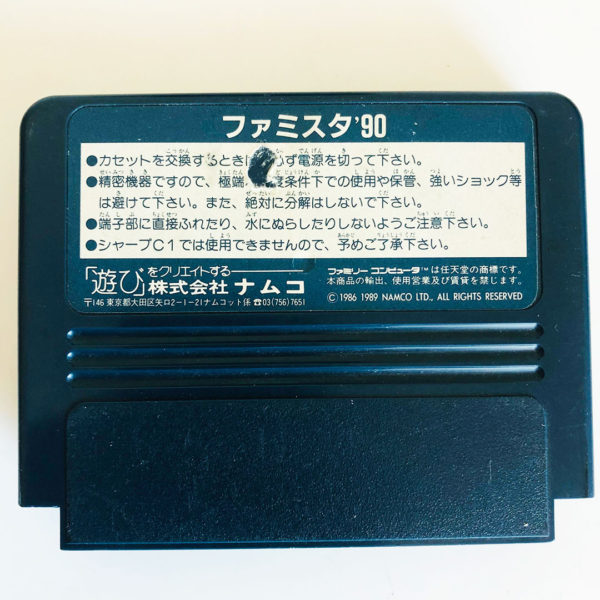 ファミスタ'90
●カセットを交換するときは ず電源を切って下さい。
●精密機器ですので、極端 度条件下での使用や保管、強いショック等
は避けて下さい。また、絶対に分解はしないで下さい。
●端子部に直接ふれたり、水にぬらしたりしないようご注意下さい。
●シャープC1では使用できませんので、予めご了承下さい。
「遊び」をクリエイトする
株式会社ナムコ
〒146 東京都大田区矢口2-1-21ナムコット係 ☎03(756)7651
ファミリーコンピュータ™は任天堂の商標です。
本商品の輸出、使用営業及び賃貸を禁じます。
© 1986 1989 NAMCO LTD., ALL RIGHTS RESERVED